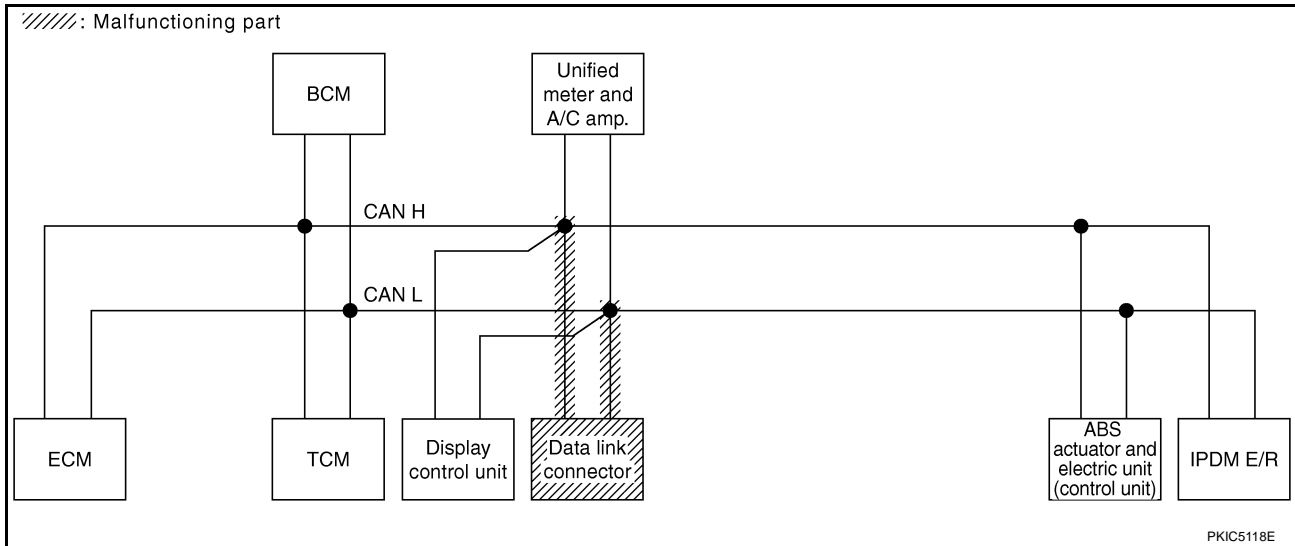 : Malfunctioning part
BCM
Unified
meter and
A/C amp.
CAN H
CAN L
ECM
TCM
Display
control unit
Data link
connector
ABS
actuator and
electric unit
(control unit)
IPDM E/R
PKIC5118E